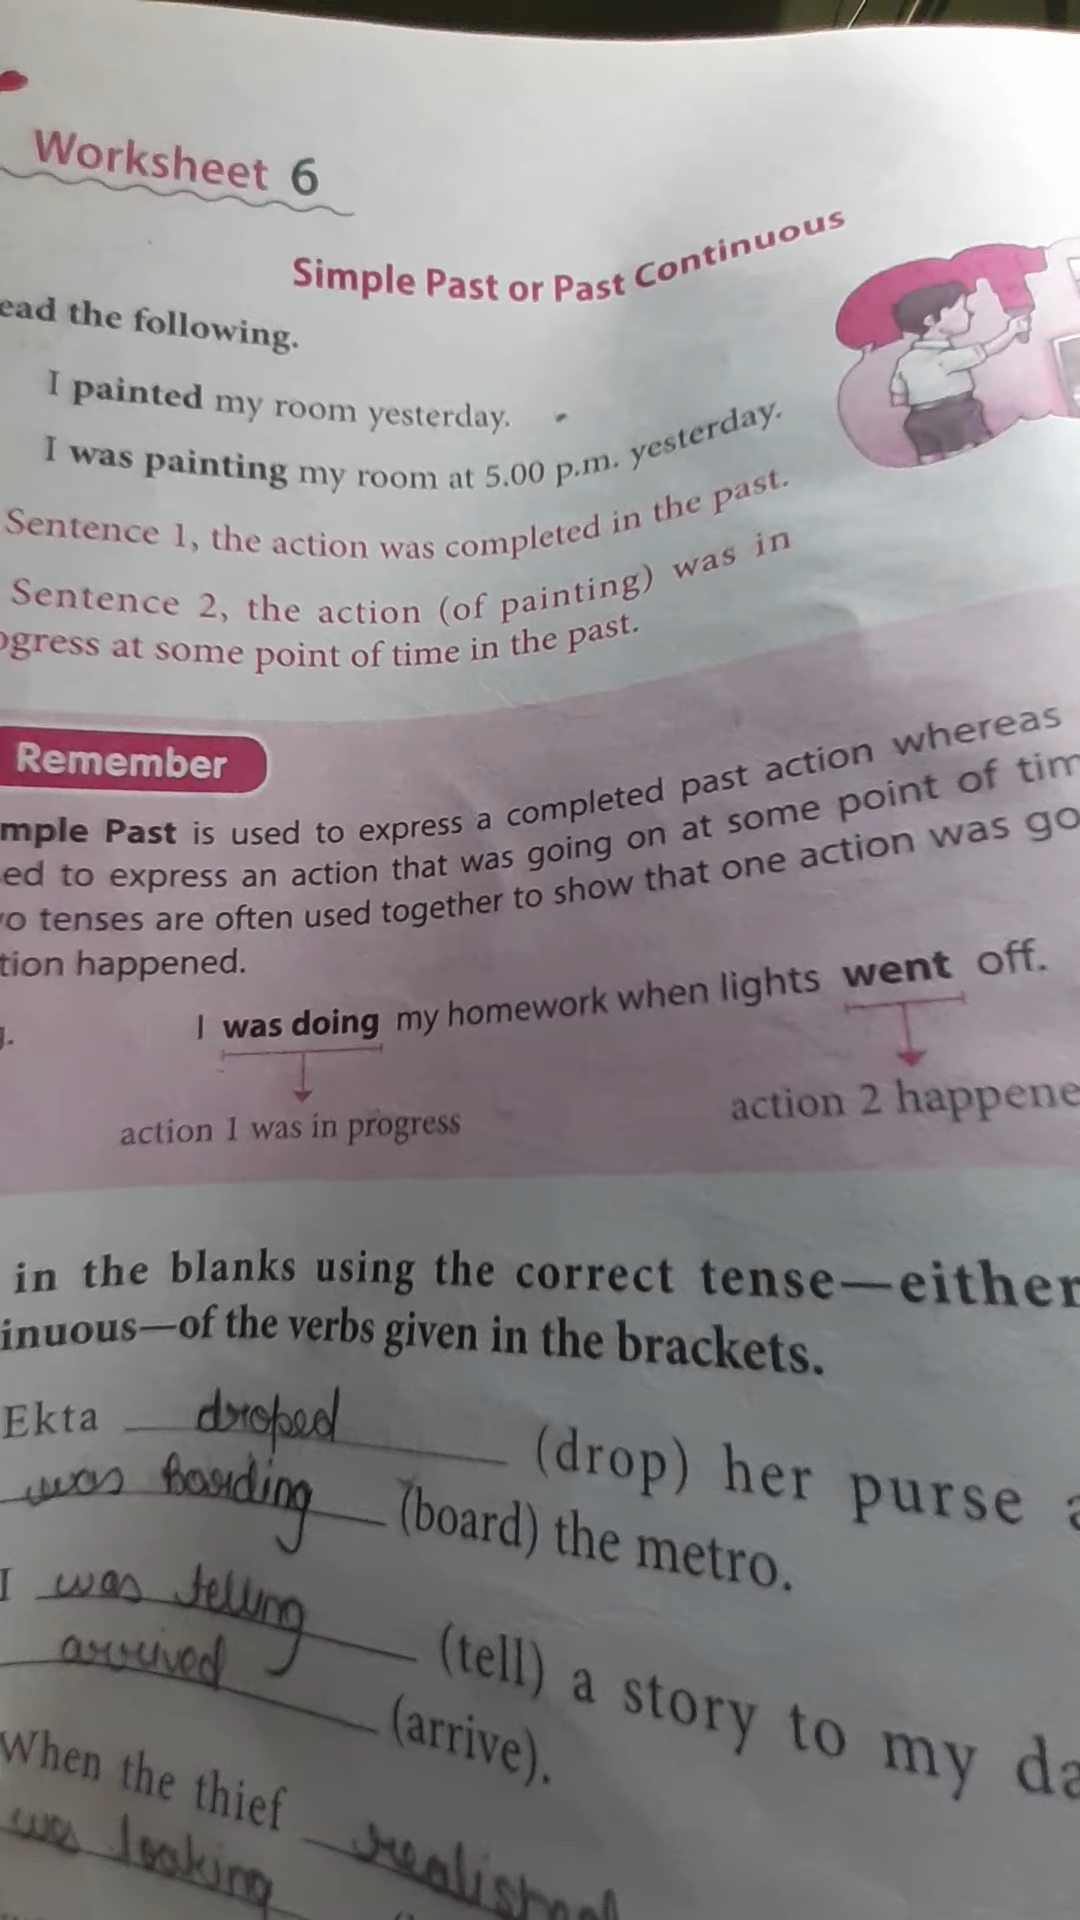 Worksheet 6
Simple Past or Past Continuous
ead the following.
I painted my room yesterday.
I was painting my room at 5.00 p.m. yesterday.
Sentence 1, the action was completed in the past.
Sentence 2, the action (of painting) was in
ogress at some point of time in the past.
Remember
mple Past is used to express a completed past action whereas
ed to express an action that was going on at some point of tim
o tenses are often used together to show that one action was go
tion happened.
I was doing my homework when lights went off.
action 1 was in progress action 2 happene
in the blanks using the correct tense—either
inuous—of the verbs given in the brackets.
Ekta droped (drop) her purse a
was boarding (board) the metro.
I was telling (tell) a story to my da
arrived (arrive).
When the thief realished
was looking